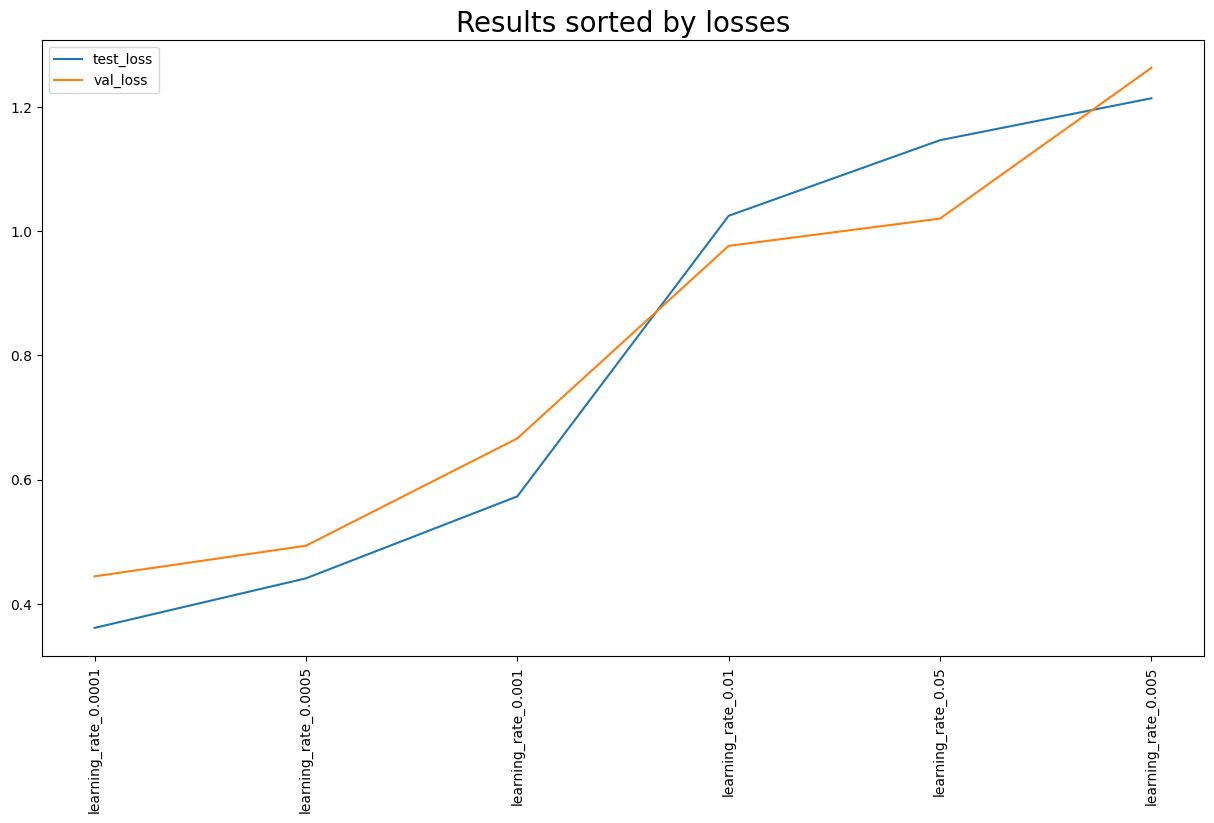 Results sorted by losses
test_loss
val_loss
1.2
1.0
0.8
0.6
0.4
learning_rate_0.0001
learning_rate_0.0005
learning_rate_0.001
learning_rate_0.01
learning_rate_0.05
learning_rate_0.005